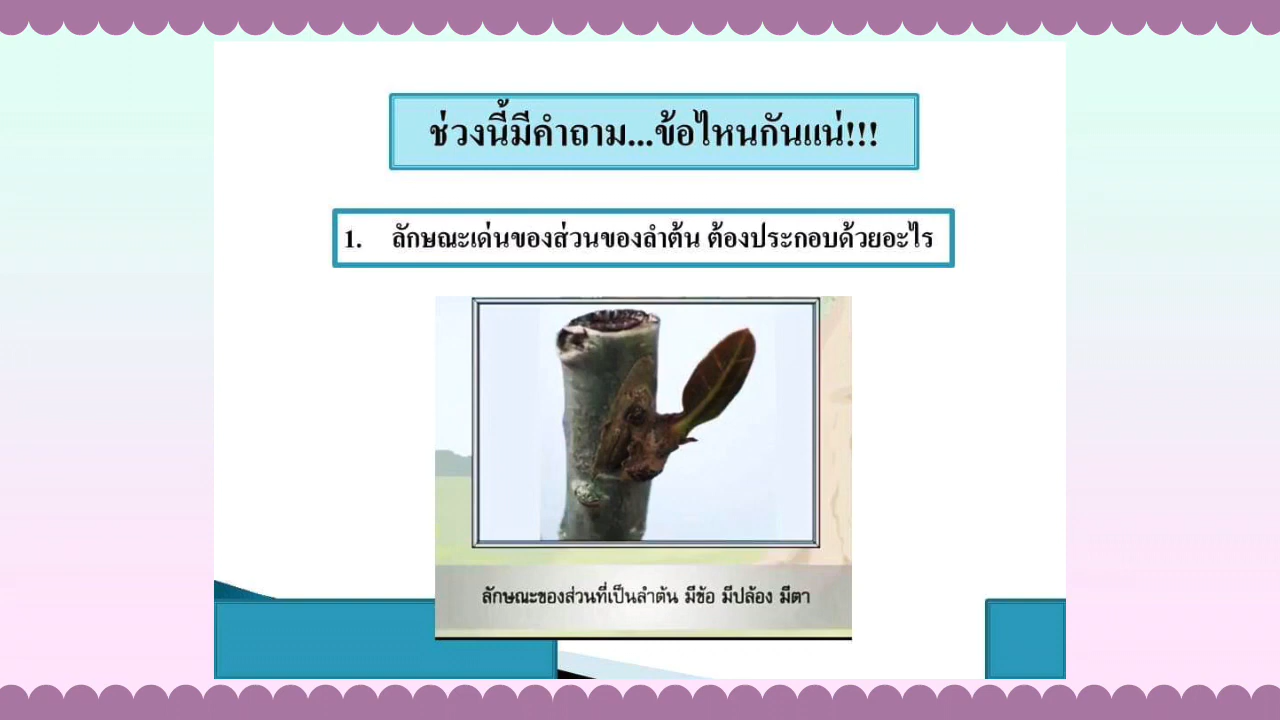 ช่วงนี้มีคำถาม...ข้อไหนกันแน่!!!
1. ลักษณะเด่นของส่วนของลำต้น ต้องประกอบด้วยอะไร
ลักษณะของส่วนที่เป็นลำต้น มีข้อ มีปล้อง มีตา